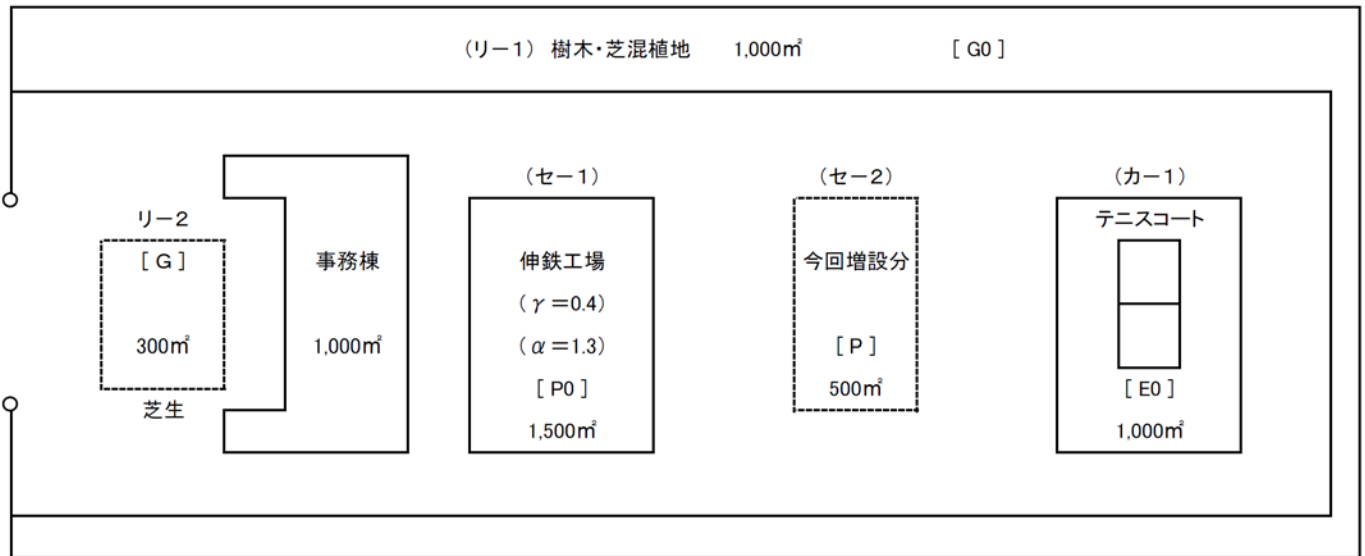 （リー１） 樹木・芝混植地　1,000㎡　[ G0 ]
リー２
[ G ]
300㎡
芝生
事務棟
1,000㎡
（セー１）
伸鉄工場
（γ＝0.4）
（α＝1.3）
[ P0 ]
1,500㎡
（セー２）
今回増設分
[ P ]
500㎡
（カー１）
テニスコート
[ E0 ]
1,000㎡